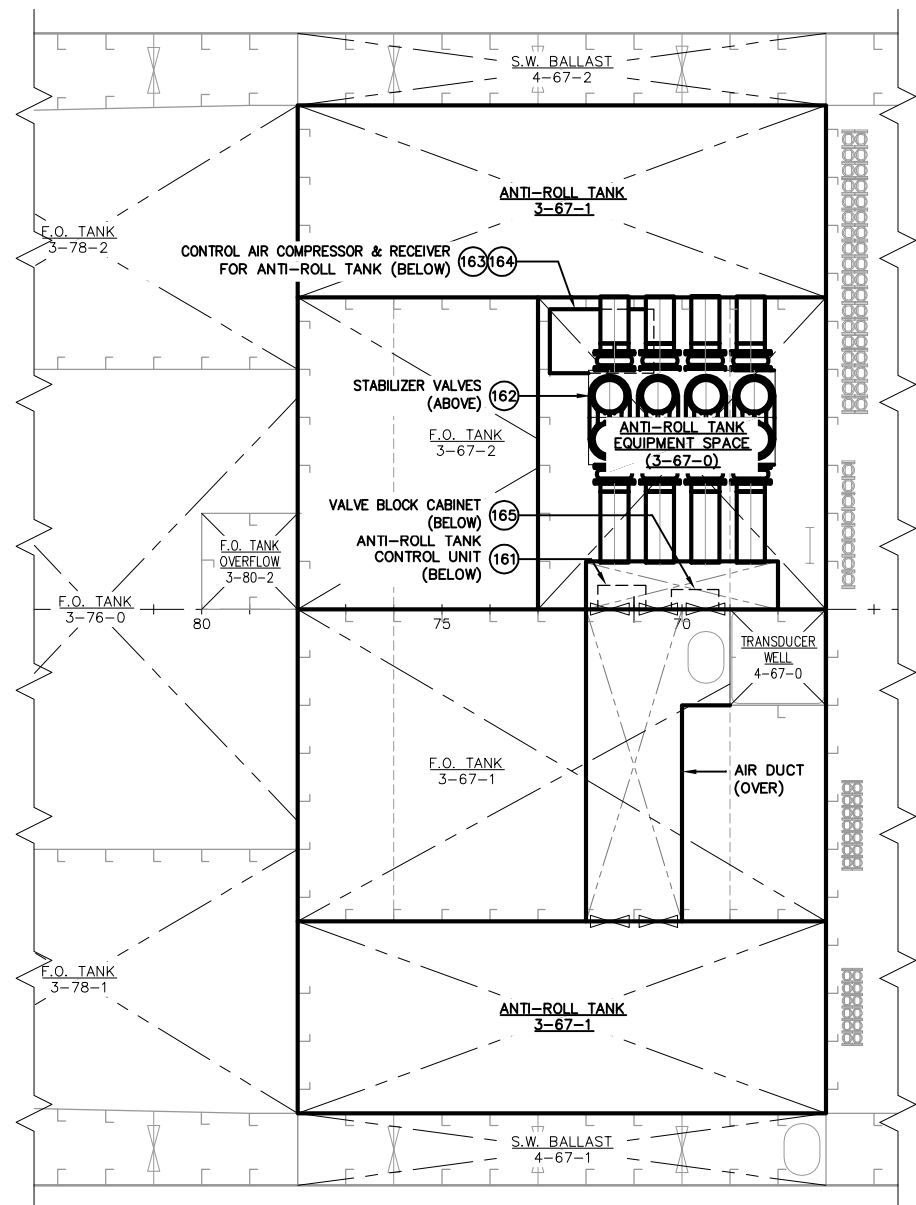 S.W. BALLAST
4-67-2
ANTI-ROLL TANK
3-67-1
F.O. TANK
3-78-2
CONTROL AIR COMPRESSOR & RECEIVER
FOR ANTI-ROLL TANK (BELOW)
163
164
STABILIZER VALVES
(ABOVE)
162
F.O. TANK
3-67-2
ANTI-ROLL TANK
EQUIPMENT SPACE
(3-67-0)
VALVE BLOCK CABINET
(BELOW)
165
ANTI-ROLL TANK
CONTROL UNIT
(BELOW)
161
F.O. TANK
OVERFLOW
3-80-2
F.O. TANK
3-76-0
80
75
70
TRANSDUCER
WELL
4-67-0
F.O. TANK
3-67-1
AIR DUCT
(OVER)
F.O. TANK
3-78-1
ANTI-ROLL TANK
3-67-1
S.W. BALLAST
4-67-1